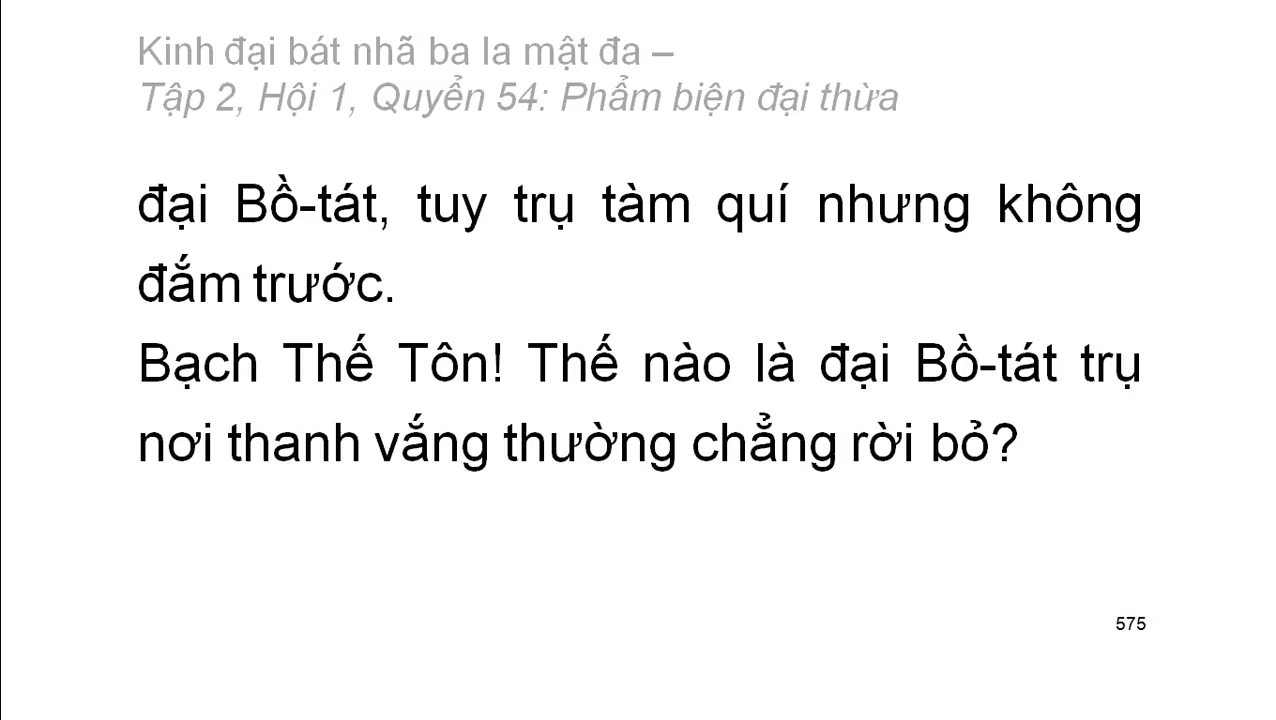 Kinh đại bát nhã ba la mật đa –
Tập 2, Hội 1, Quyển 54: Phẩm biện đại thừa
đại Bồ-tát, tuy trụ tàm quí nhưng không
đắm trước.
Bạch Thế Tôn! Thế nào là đại Bồ-tát trụ
nơi thanh vắng thường chẳng rời bỏ?
575